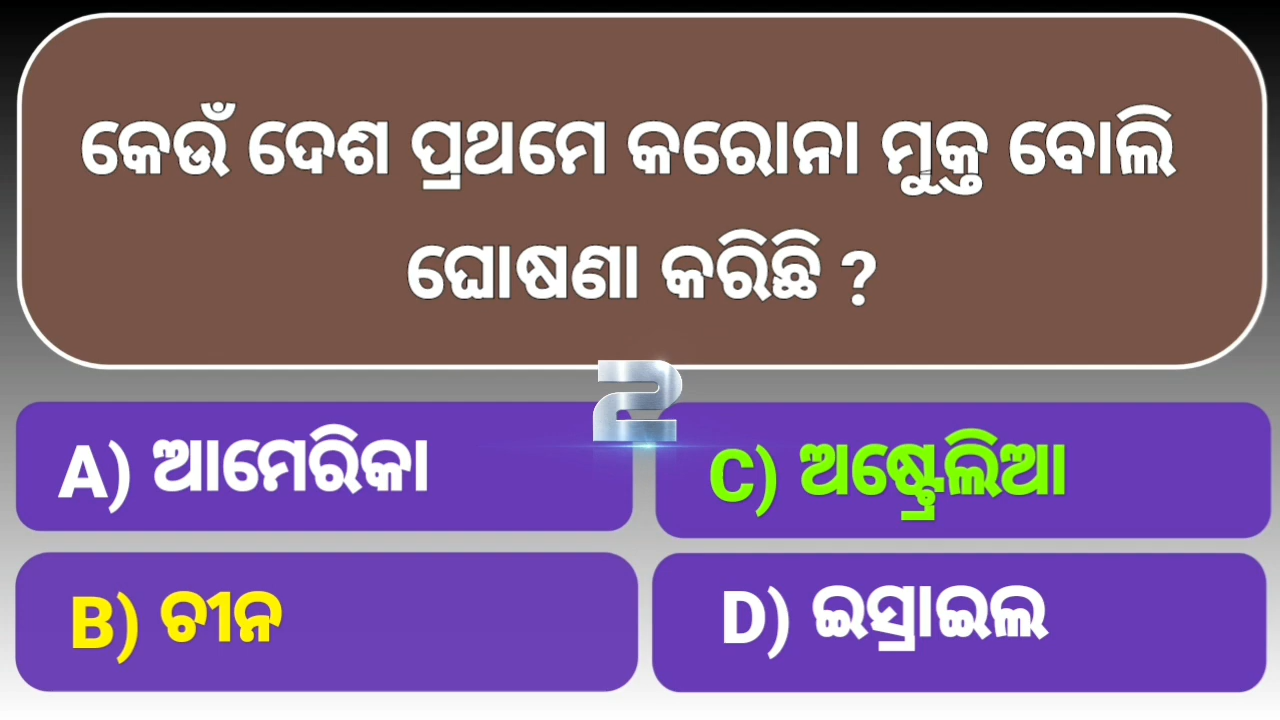 କେଉଁ ଦେଶ ପ୍ରଥମେ କରୋନା ମୁକ୍ତ ବୋଲି
ଘୋଷଣା କରିଛି ?
2
A) ଆମେରିକା
C) ଅଷ୍ଟ୍ରେଲିଆ
B) ଚୀନ
D) ଇସ୍ରାଇଲ